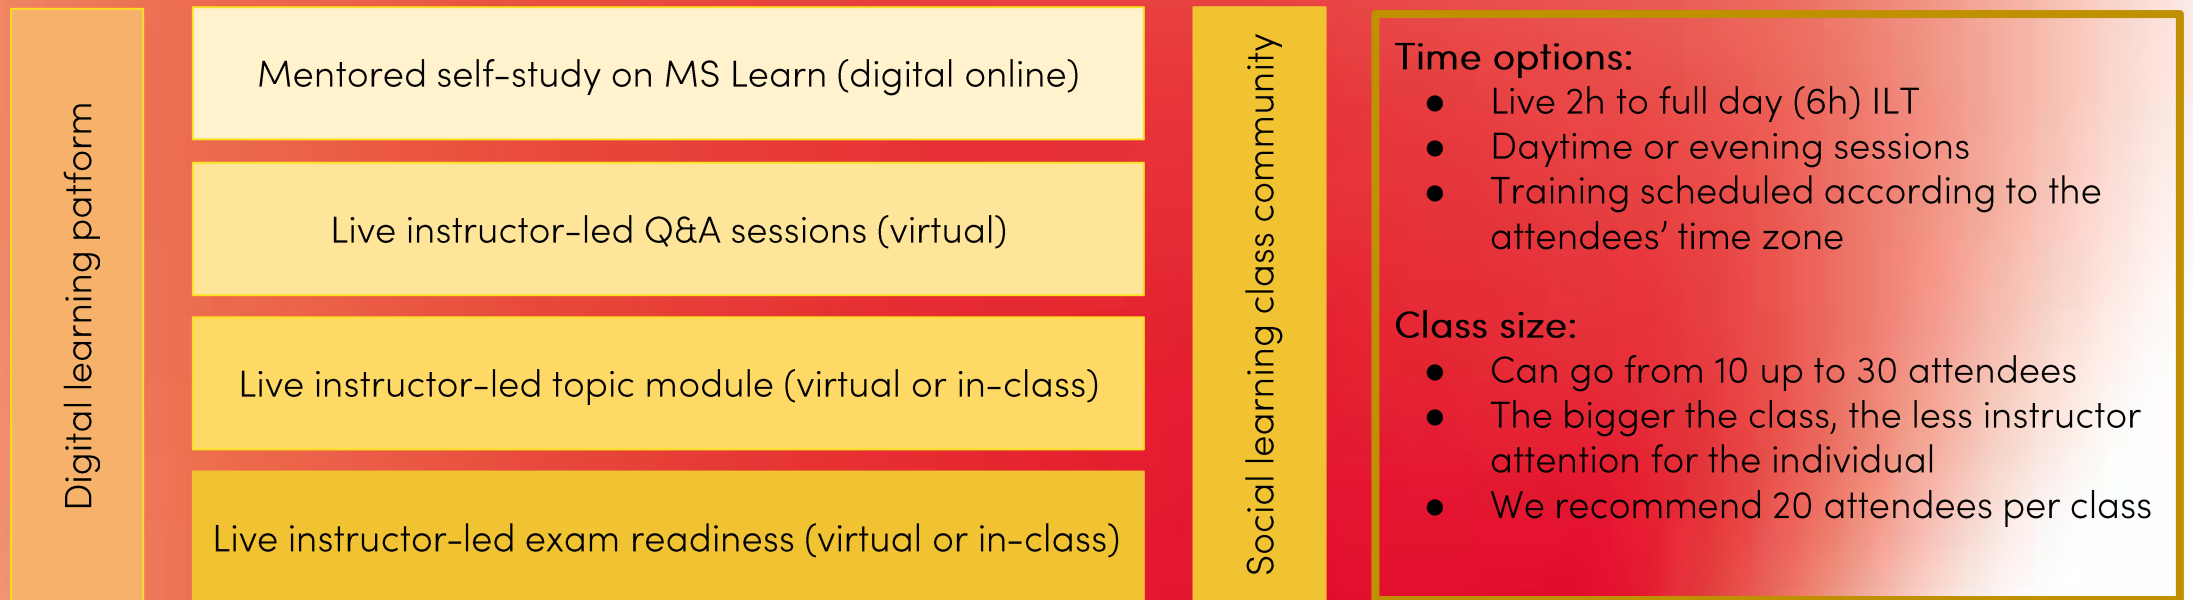 Digital learning patform
Mentored self-study on MS Learn (digital online)
Live instructor-led Q&A sessions (virtual)
Live instructor-led topic module (virtual or in-class)
Live instructor-led exam readiness (virtual or in-class)
Social learning class community
Time options:
● Live 2h to full day (6h) ILT
● Daytime or evening sessions
● Training scheduled according to the
attendees’ time zone
Class size:
● Can go from 10 up to 30 attendees
● The bigger the class, the less instructor
attention for the individual
● We recommend 20 attendees per class